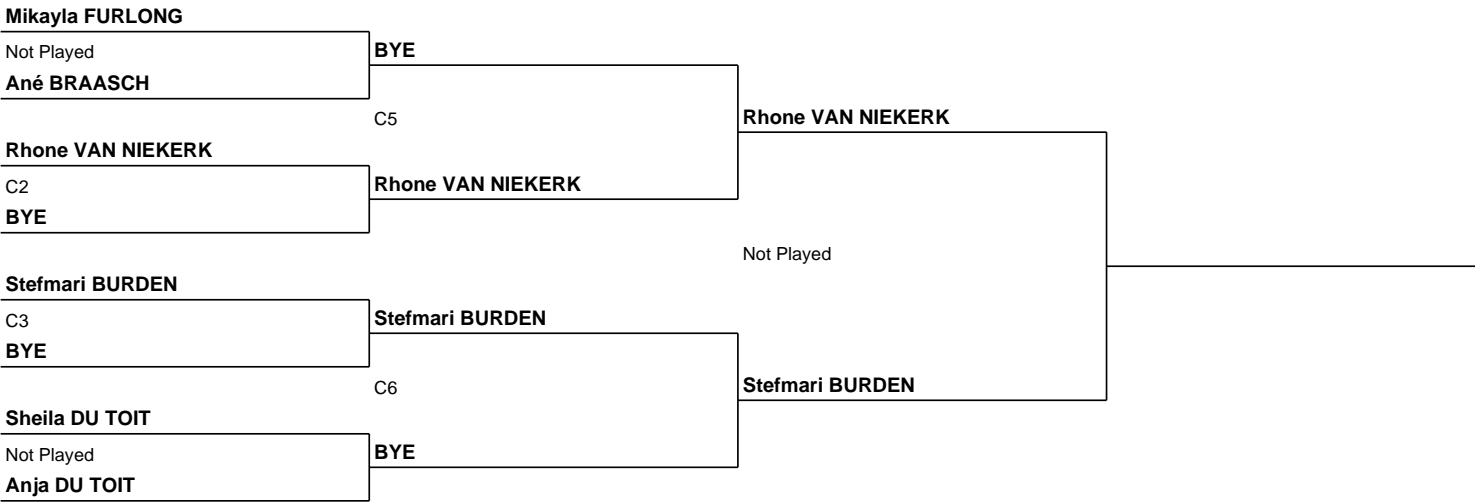 Mikayla FURLONG
Not Played
Ané BRAASCH
BYE
C5
Rhone VAN NIEKERK
C2
BYE
Rhone VAN NIEKERK
Rhone VAN NIEKERK
Not Played
Stefmari BURDEN
C3
BYE
Stefmari BURDEN
C6
Stefmari BURDEN
Sheila DU TOIT
Not Played
Anja DU TOIT
BYE